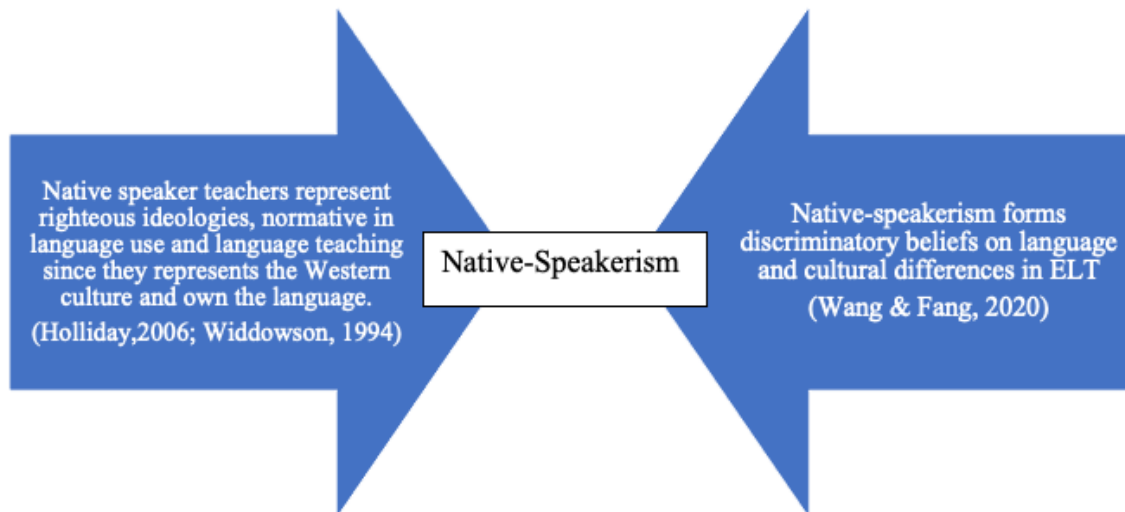 Native speaker teachers represent
righteous ideologies, normative in
language use and language teaching
since they represents the Western
culture and own the language.
(Holliday,2006; Widdowson, 1994)
Native-Speakerism
Native-speakerism forms
discriminatory beliefs on language
and cultural differences in ELT
(Wang & Fang, 2020)